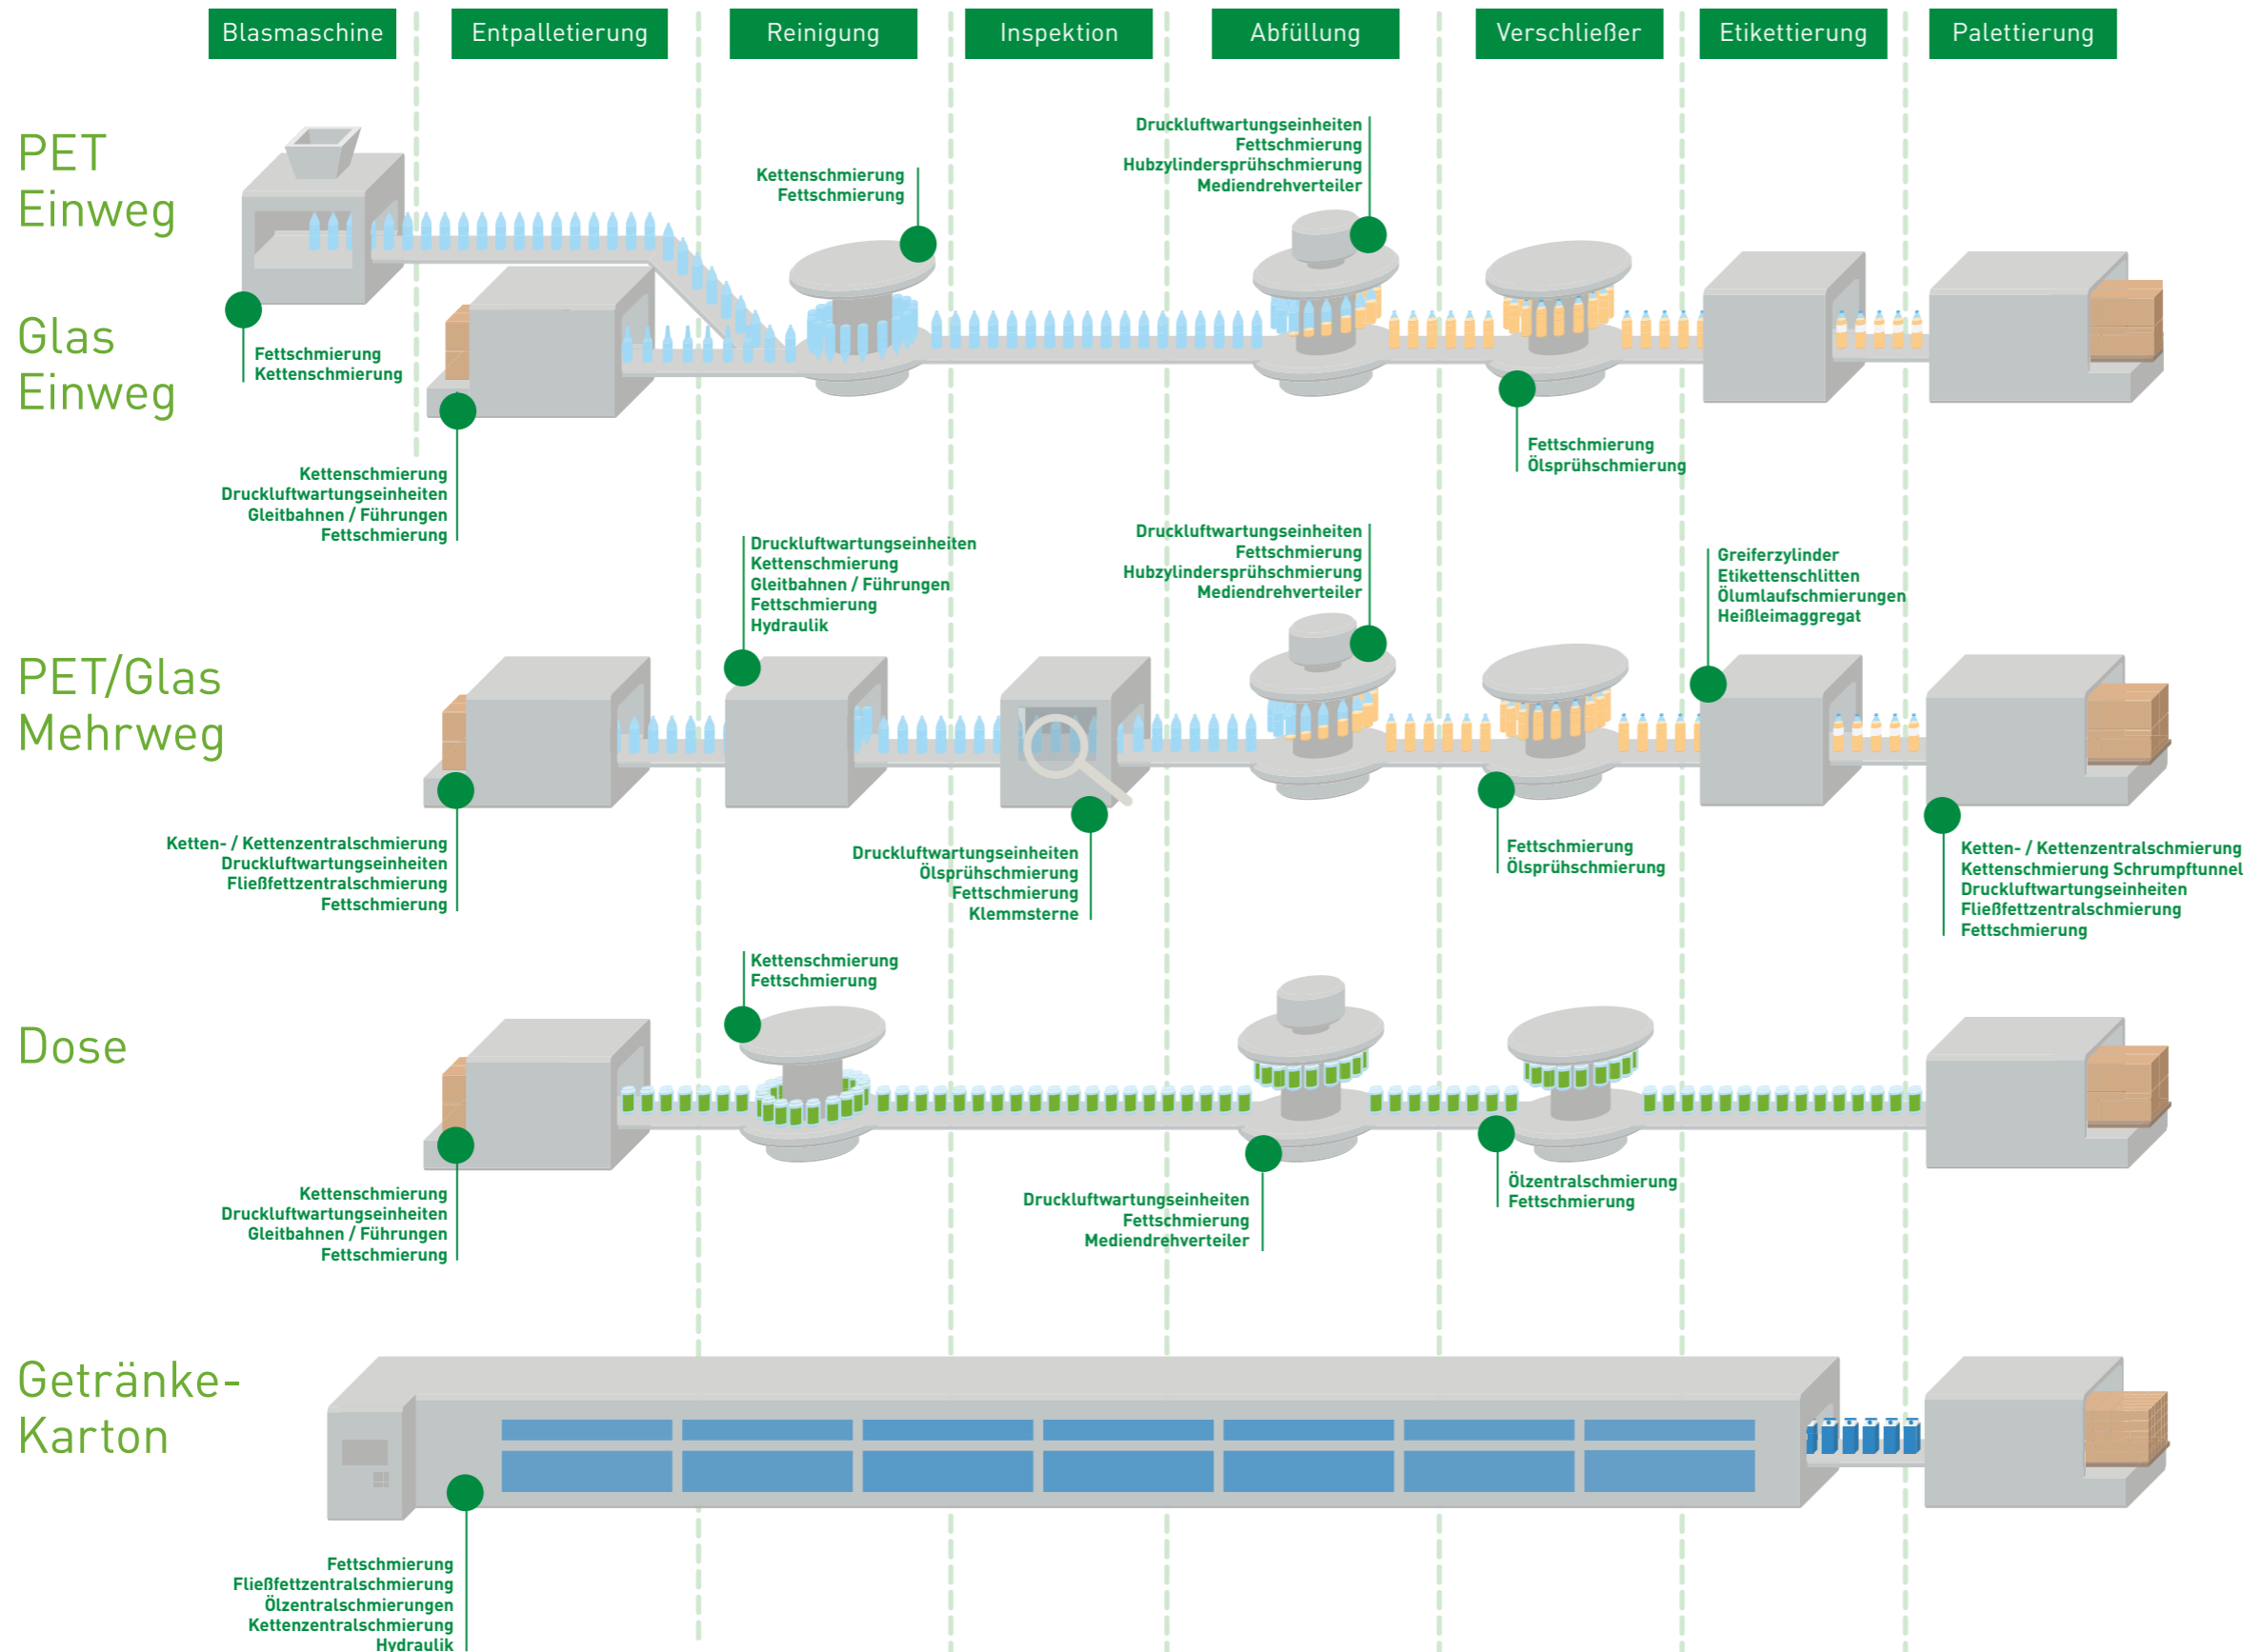 Blasmaschine
Entpalletierung
Reinigung
Inspektion
Abfüllung
Verschließer
Etikettierung
Palettierung
PET
Einweg
Glas
Einweg
Fettschmierung
Kettenschmierung
Kettenschmierung
Druckluftwartungseinheiten
Gleitbahnen / Führungen
Fettschmierung
Kettenschmierung
Fettschmierung
Druckluftwartungseinheiten
Fettschmierung
Hubzylindersprühschmierung
Mediendrehverteiler
Fettschmierung
Ölsprühschmierung
PET/Glas
Mehrweg
Ketten- / Kettenzentralschmierung
Druckluftwartungseinheiten
Fließfettzentralschmierung
Fettschmierung
Druckluftwartungseinheiten
Kettenschmierung
Gleitbahnen / Führungen
Fettschmierung
Hydraulik
Druckluftwartungseinheiten
Ölsprühschmierung
Fettschmierung
Klemmsterne
Druckluftwartungseinheiten
Fettschmierung
Hubzylindersprühschmierung
Mediendrehverteiler
Fettschmierung
Ölsprühschmierung
Greiferzylinder
Etikettenschlitten
Ölumlaufschmierungen
Heißleimaggregat
Ketten- / Kettenzentralschmierung
Kettenschmierung Schrumpftunnel
Druckluftwartungseinheiten
Fließfettzentralschmierung
Fettschmierung
Dose
Kettenschmierung
Druckluftwartungseinheiten
Gleitbahnen / Führungen
Fettschmierung
Kettenschmierung
Fettschmierung
Druckluftwartungseinheiten
Fettschmierung
Mediendrehverteiler
Ölzentralschmierung
Fettschmierung
Getränke-
Karton
Fettschmierung
Fließfettzentralschmierung
Ölzentralschmierungen
Kettenzentralschmierung
Hydraulik